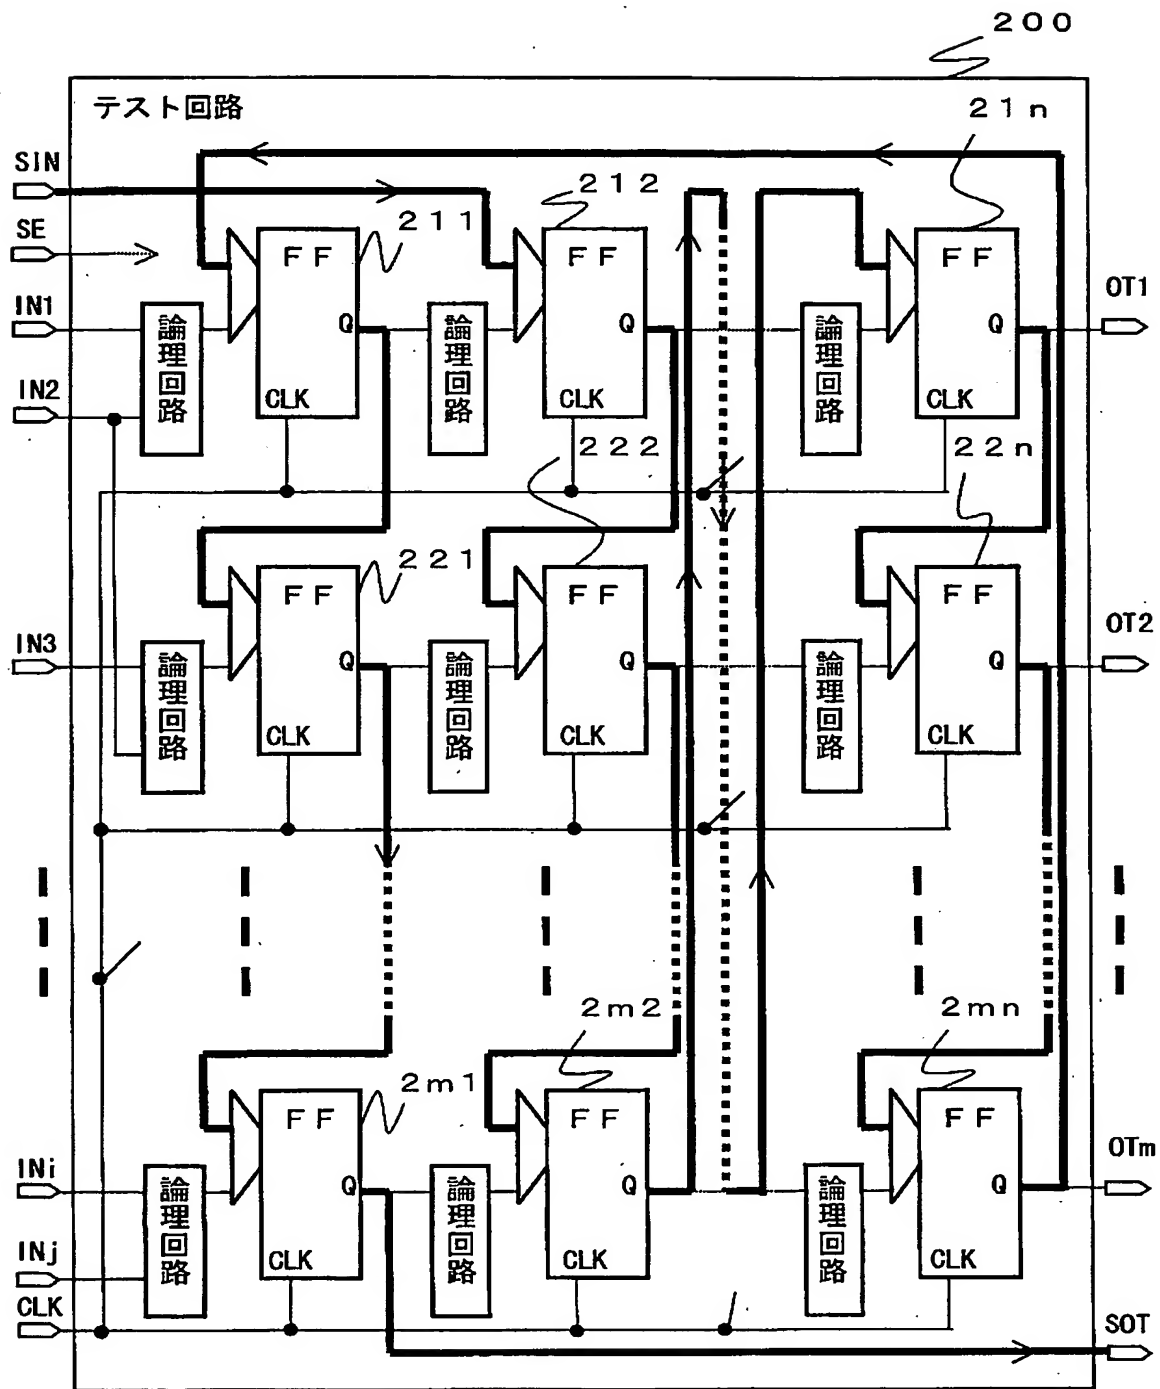 200
テスト回路
21n
SIN
212
211
SE
FF
FF
FF
OT1
IN1
論理回路
Q
論理回路
Q
論理回路
Q
IN2
CLK
CLK
CLK
222
22n
221
FF
FF
FF
OT2
IN3
論理回路
Q
論理回路
Q
論理回路
Q
CLK
CLK
CLK
2m2
2mn
2m1
FF
FF
FF
OTm
INi
論理回路
Q
論理回路
Q
論理回路
Q
INj
CLK
CLK
CLK
CLK
SOT